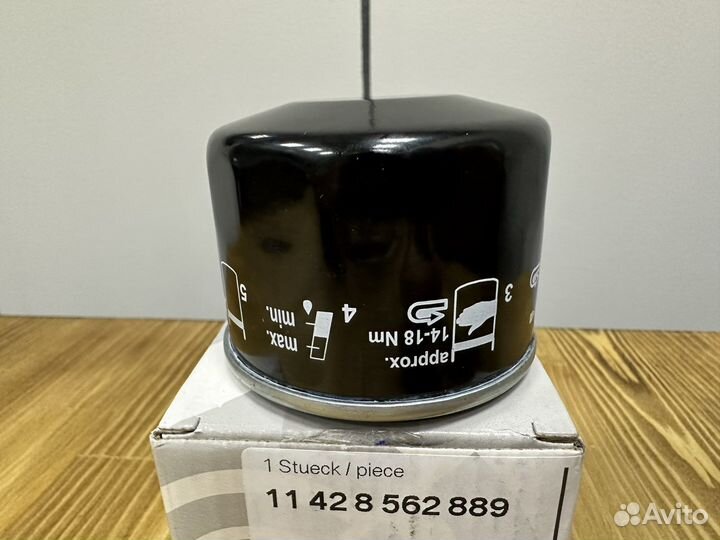 5
max.
min.
4
approx.
14-18 Nm
3
1 Stueck / piece
11 42 8 562 889
Avito